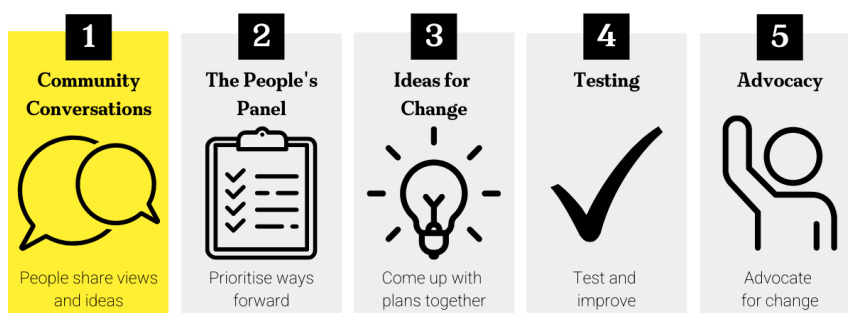 1
Community
Conversations
People share views
and ideas
2
The People's
Panel
Prioritise ways
forward
3
Ideas for
Change
Come up with
plans together
4
Testing
Test and
improve
5
Advocacy
Advocate
for change